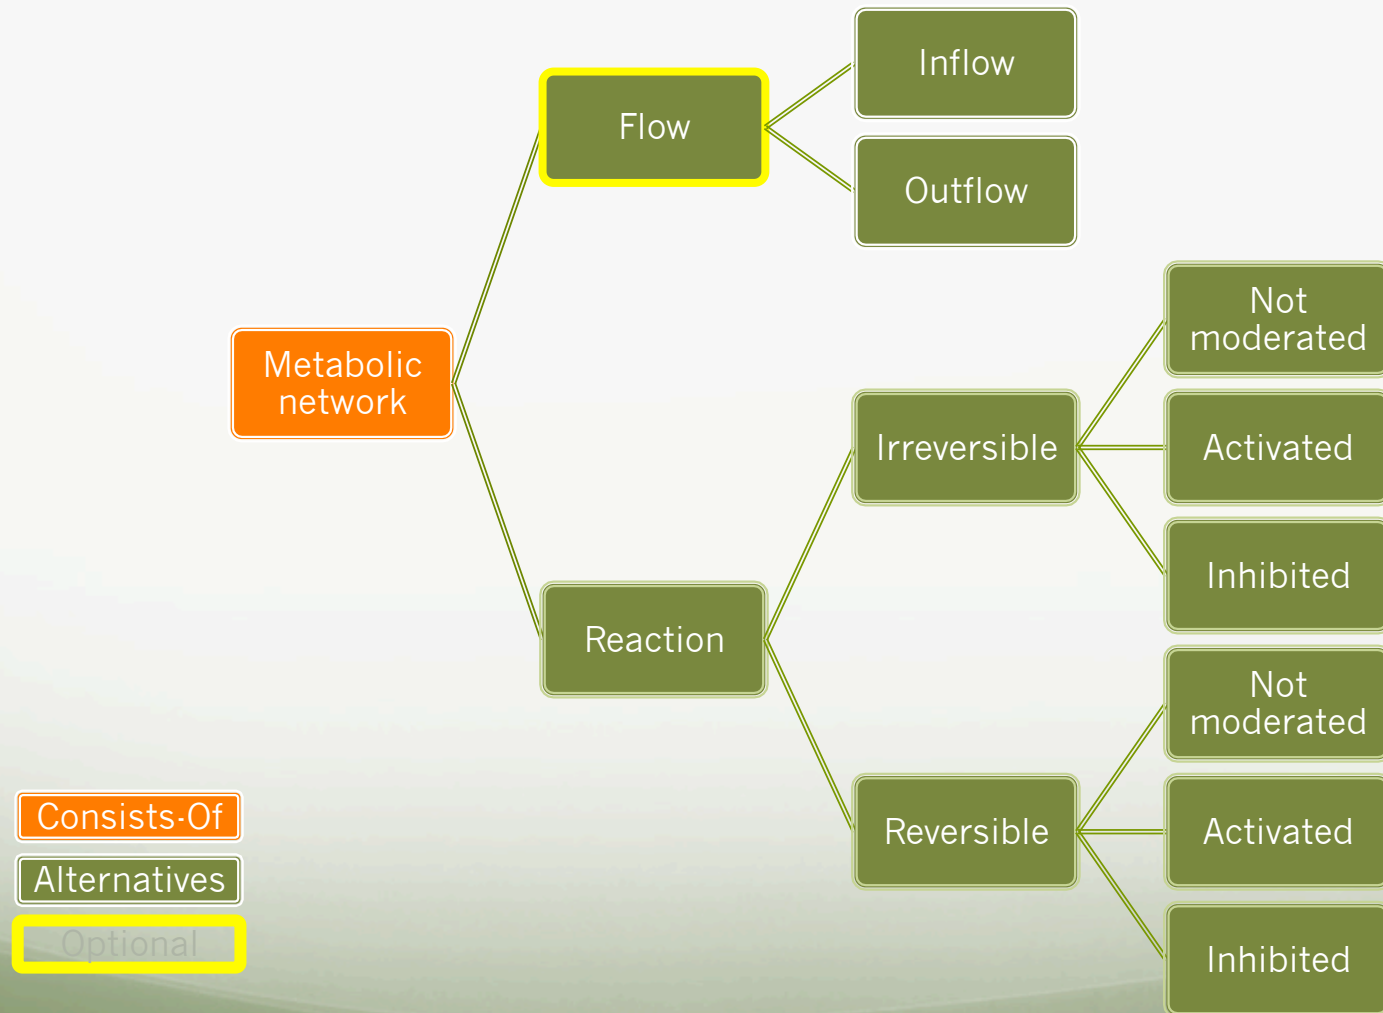 Inflow
Flow
Outflow
Metabolic
network
Not
moderated
Irreversible
Activated
Inhibited
Reaction
Not
moderated
Reversible
Activated
Inhibited
Consists-Of
Alternatives
Optional